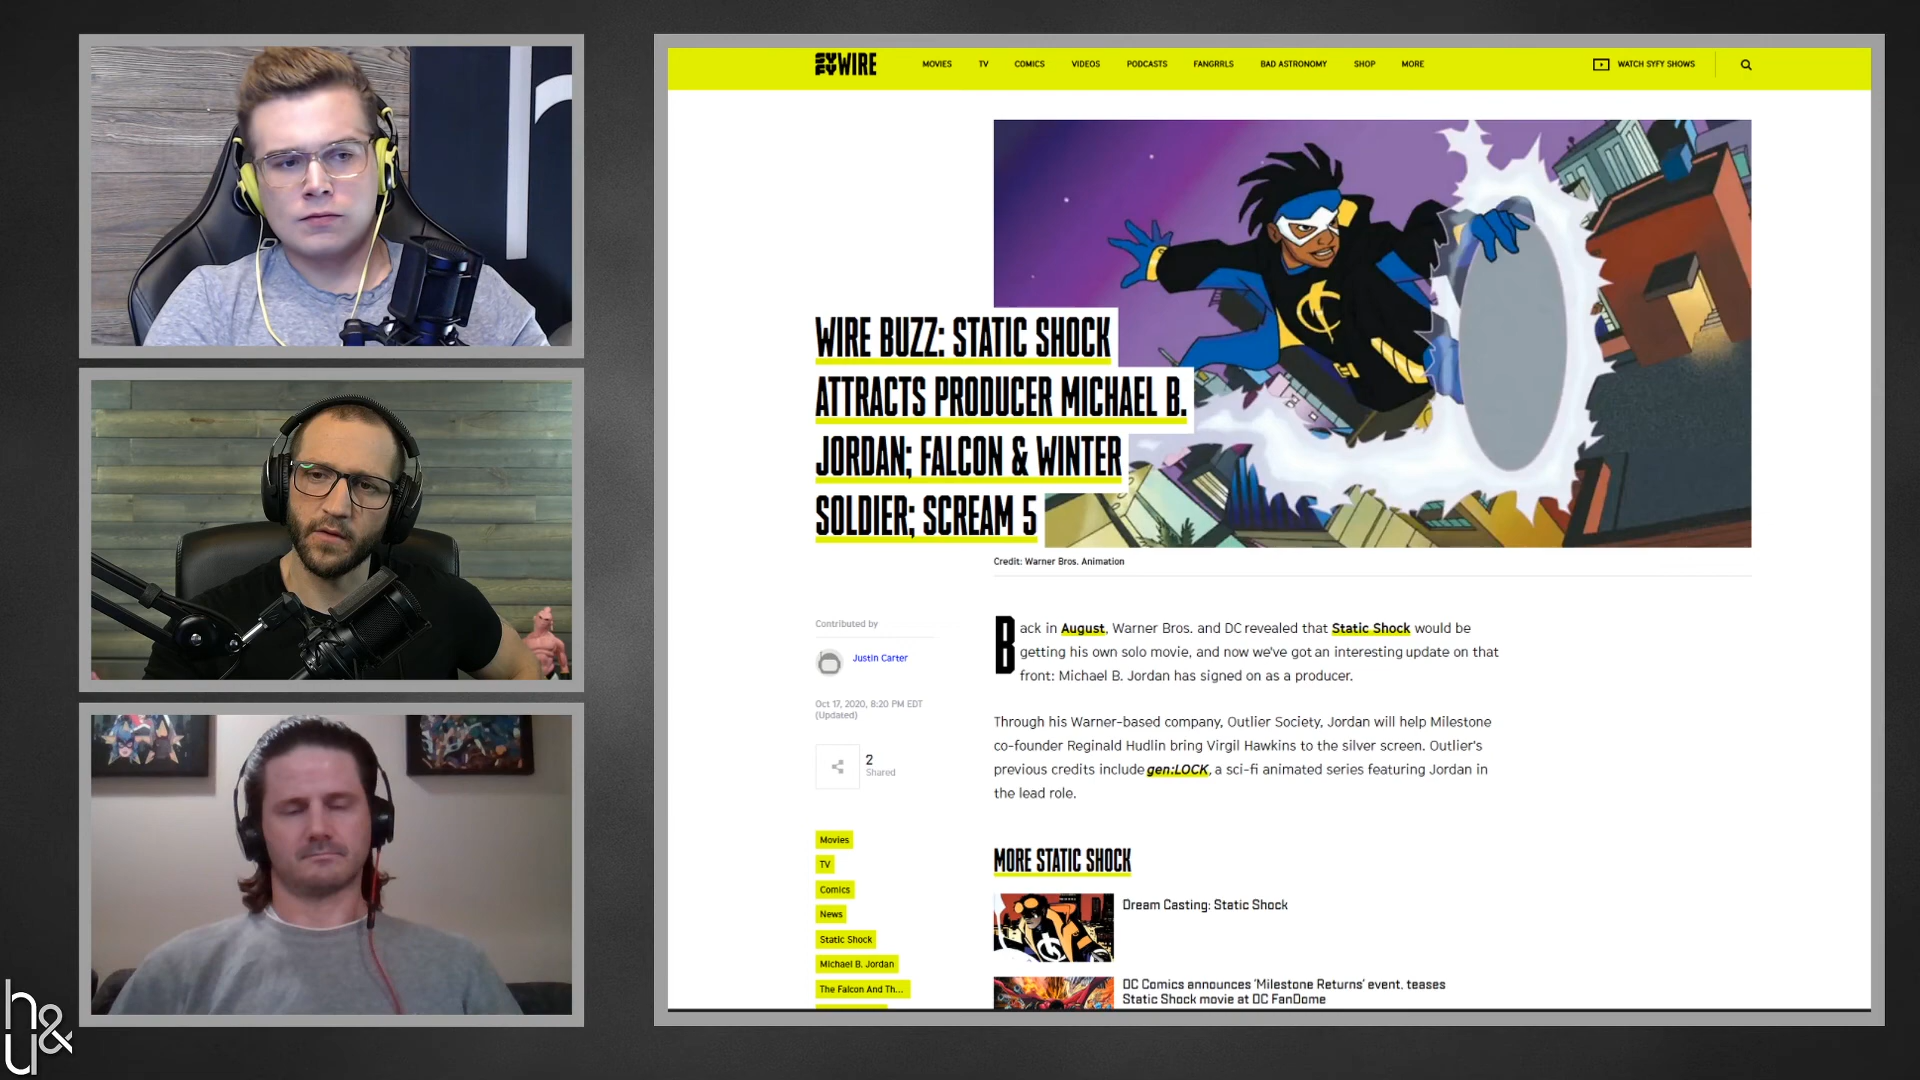 SYFY WIRE
MOVIES TV COMICS VIDEOS PODCASTS FANGRRLS BAD ASTRONOMY SHOP MORE WATCH SYFY SHOWS
WIRE BUZZ: STATIC SHOCK
ATTRACTS PRODUCER MICHAEL B.
JORDAN; FALCON & WINTER
SOLDIER; SCREAM 5
Credit: Warner Bros. Animation
Contributed by
Justin Carter
Oct 17, 2020, 8:20 PM EDT
(Updated)
2
Shared
Movies
TV
Comics
News
Static Shock
Michael B. Jordan
The Falcon And Th...
Back in August, Warner Bros. and DC revealed that Static Shock would be
getting his own solo movie, and now we've got an interesting update on that
front: Michael B. Jordan has signed on as a producer.
Through his Warner-based company, Outlier Society, Jordan will help Milestone
co-founder Reginald Hudlin bring Virgil Hawkins to the silver screen. Outlier's
previous credits include gen:LOCK, a sci-fi animated series featuring Jordan in
the lead role.
MORE STATIC SHOCK
Dream Casting: Static Shock
DC Comics announces 'Milestone Returns' event, teases
Static Shock movie at DC FanDome
h&u